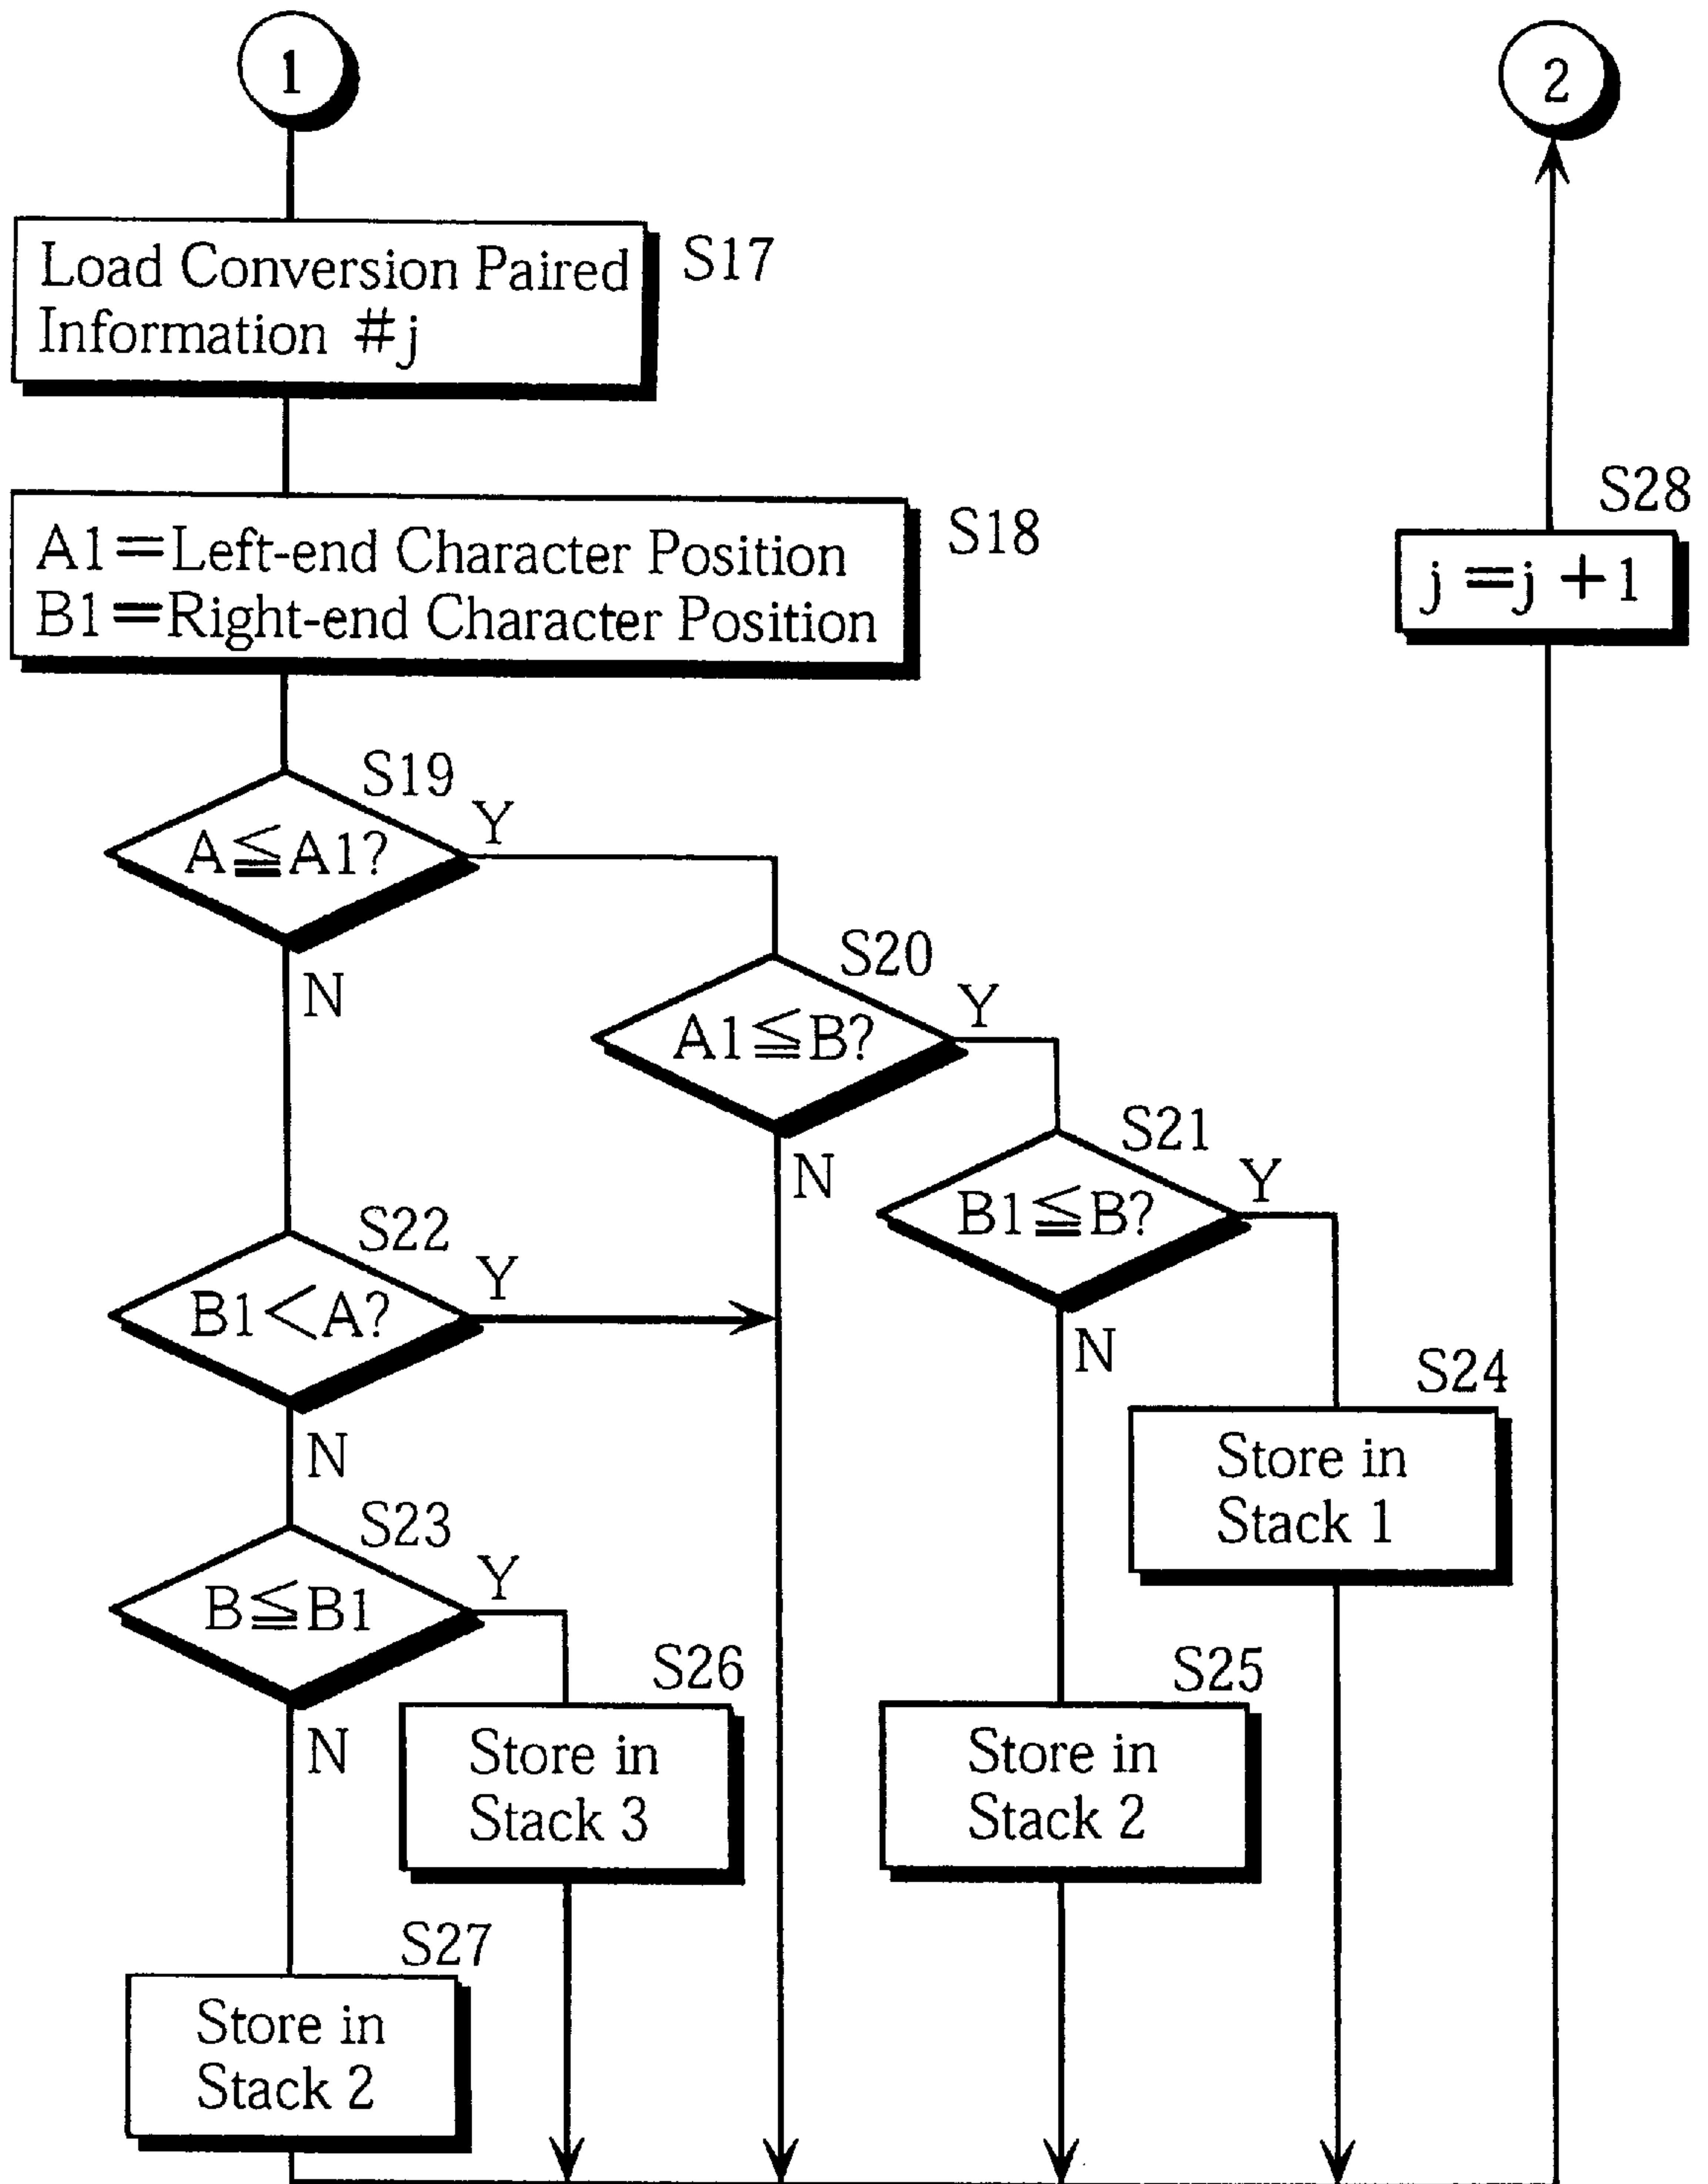 1
2
Load Conversion Paired
Information #j
S17
A1=Left-end Character Position
B1=Right-end Character Position
S18
S28
j=j+1
S19
A≦A1?
Y
N
S20
A1≦B?
Y
N
S21
B1≦B?
Y
N
S22
B1<A?
Y
N
S24
Store in
Stack 1
S23
B≦B1
Y
N
S26
Store in
Stack 3
S25
Store in
Stack 2
S27
Store in
Stack 2